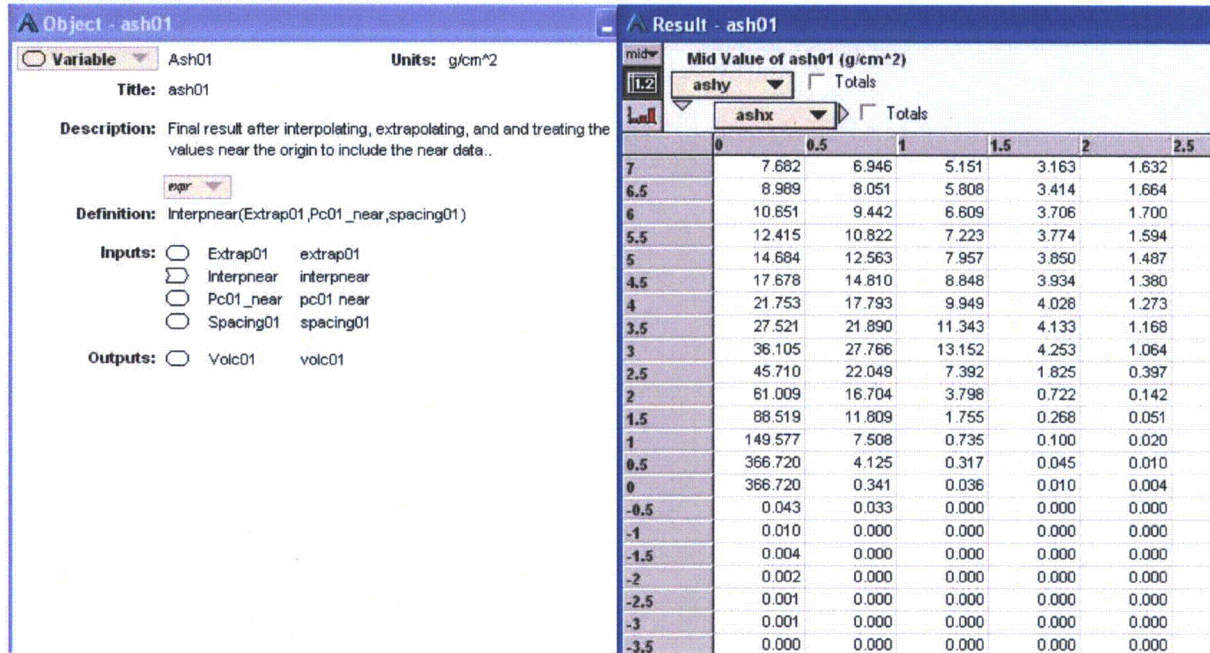 Object - ash01
Variable Ash01 Units: g/cm^2
Title: ash01
Description: Final result after interpolating, extrapolating, and and treating the
values near the origin to include the near data..
expr
Definition: Interpnear(Extrap01,Pc01_near,spacing01)
Inputs: Extrap01 extrap01
Interpnear interpnear
Pc01_near pc01 near
Spacing01 spacing01
Outputs: Volc01 volc01
Result - ash01
mid
Mid Value of ash01 (g/cm^2)
1.2
ashy Totals
ashx Totals
0 0.5 1 1.5 2 2.5
7 7.682 6.946 5.151 3.163 1.632
6.5 8.989 8.051 5.808 3.414 1.664
6 10.651 9.442 6.609 3.706 1.700
5.5 12.415 10.822 7.223 3.774 1.594
5 14.684 12.563 7.957 3.850 1.487
4.5 17.678 14.810 8.848 3.934 1.380
4 21.753 17.793 9.949 4.028 1.273
3.5 27.521 21.890 11.343 4.133 1.168
3 36.105 27.766 13.152 4.253 1.064
2.5 45.710 22.049 7.392 1.825 0.397
2 61.009 16.704 3.798 0.722 0.142
1.5 88.519 11.809 1.755 0.268 0.051
1 149.577 7.508 0.735 0.100 0.020
0.5 366.720 4.125 0.317 0.045 0.010
0 366.720 0.341 0.036 0.010 0.004
-0.5 0.043 0.033 0.000 0.000 0.000
-1 0.010 0.000 0.000 0.000 0.000
-1.5 0.004 0.000 0.000 0.000 0.000
-2 0.002 0.000 0.000 0.000 0.000
-2.5 0.001 0.000 0.000 0.000 0.000
-3 0.001 0.000 0.000 0.000 0.000
-3.5 0.000 0.000 0.000 0.000 0.000